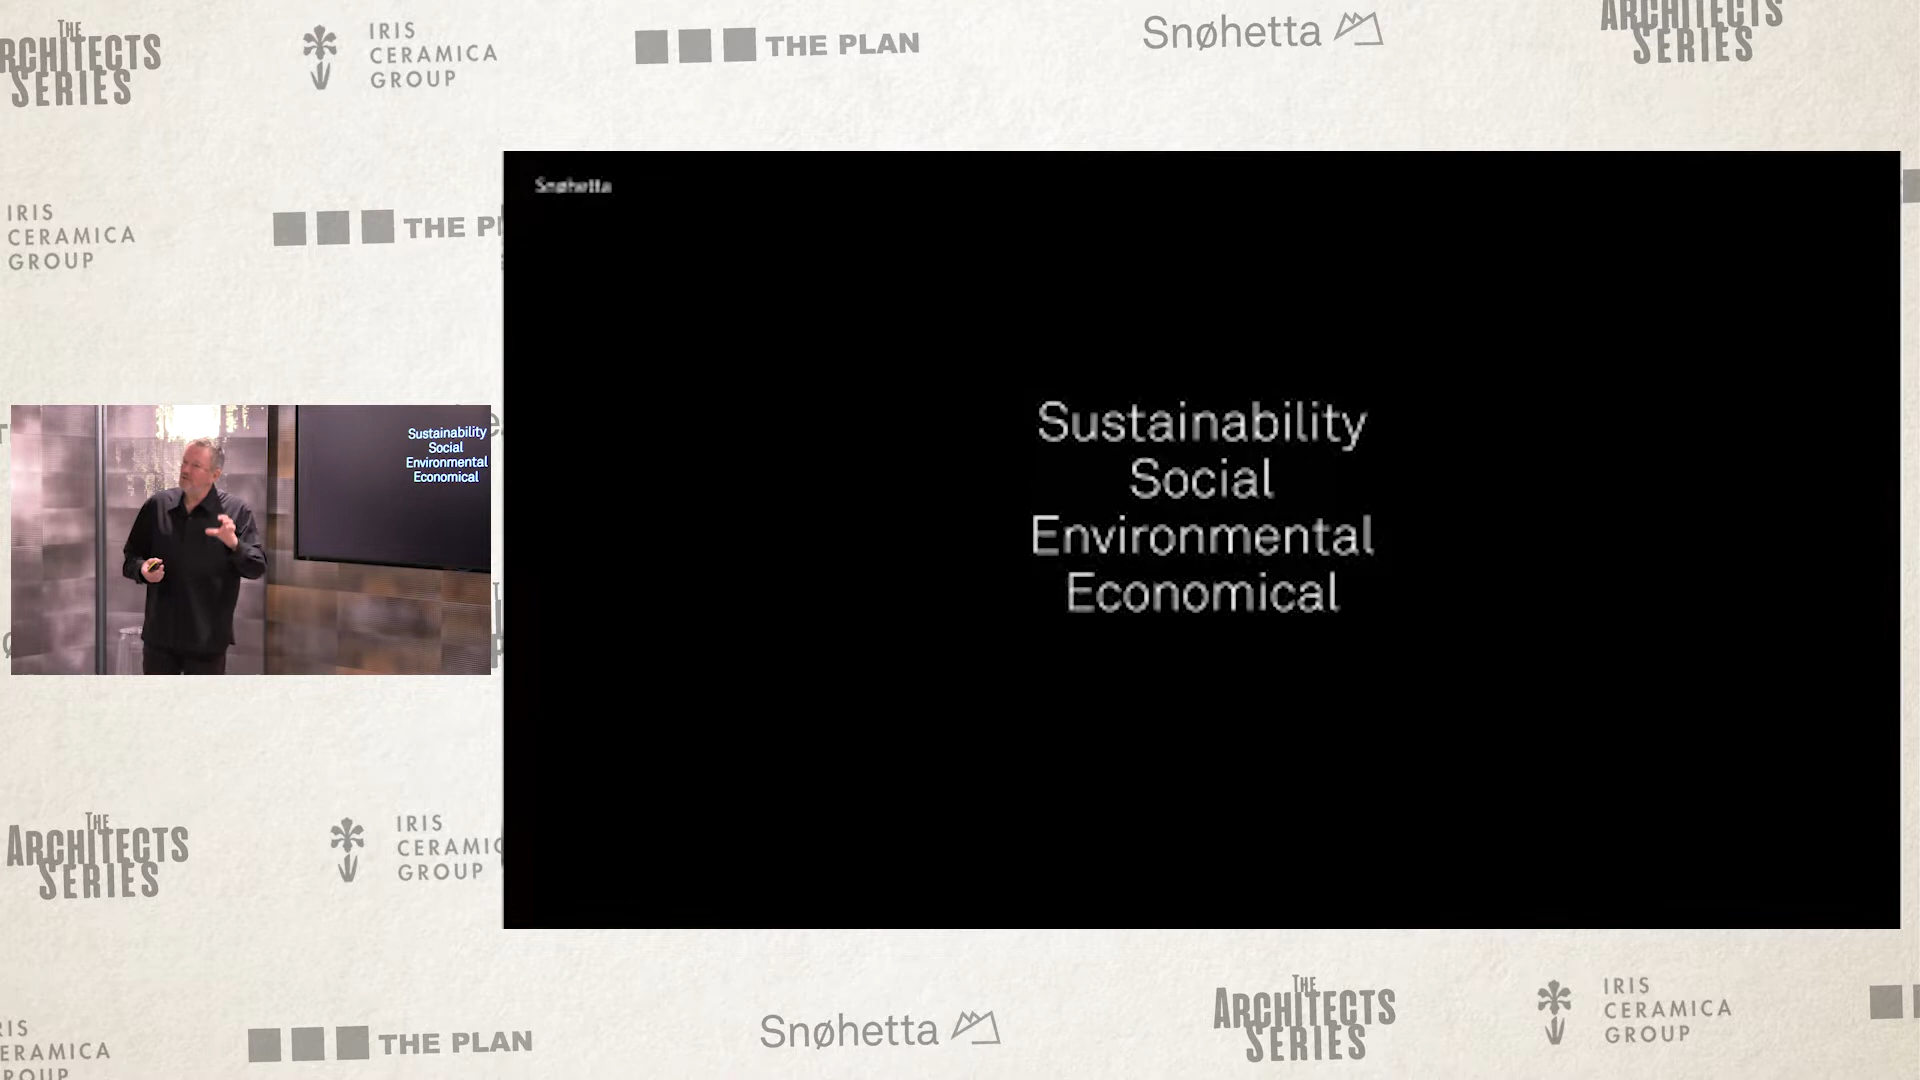 THE
ARCHITECTS
SERIES
IRIS
CERAMICA
GROUP
THE PLAN
Snøhetta
ARCHITECTS
SERIES
IRIS
CERAMICA
GROUP
THE PL
Snøhetta
Sustainability
Social
Environmental
Economical
Sustainability
Social
Environmental
Economical
THE
ARCHITECTS
SERIES
IRIS
CERAMIC
GROUP
THE PLAN
Snøhetta
THE
ARCHITECTS
SERIES
IRIS
CERAMICA
GROUP